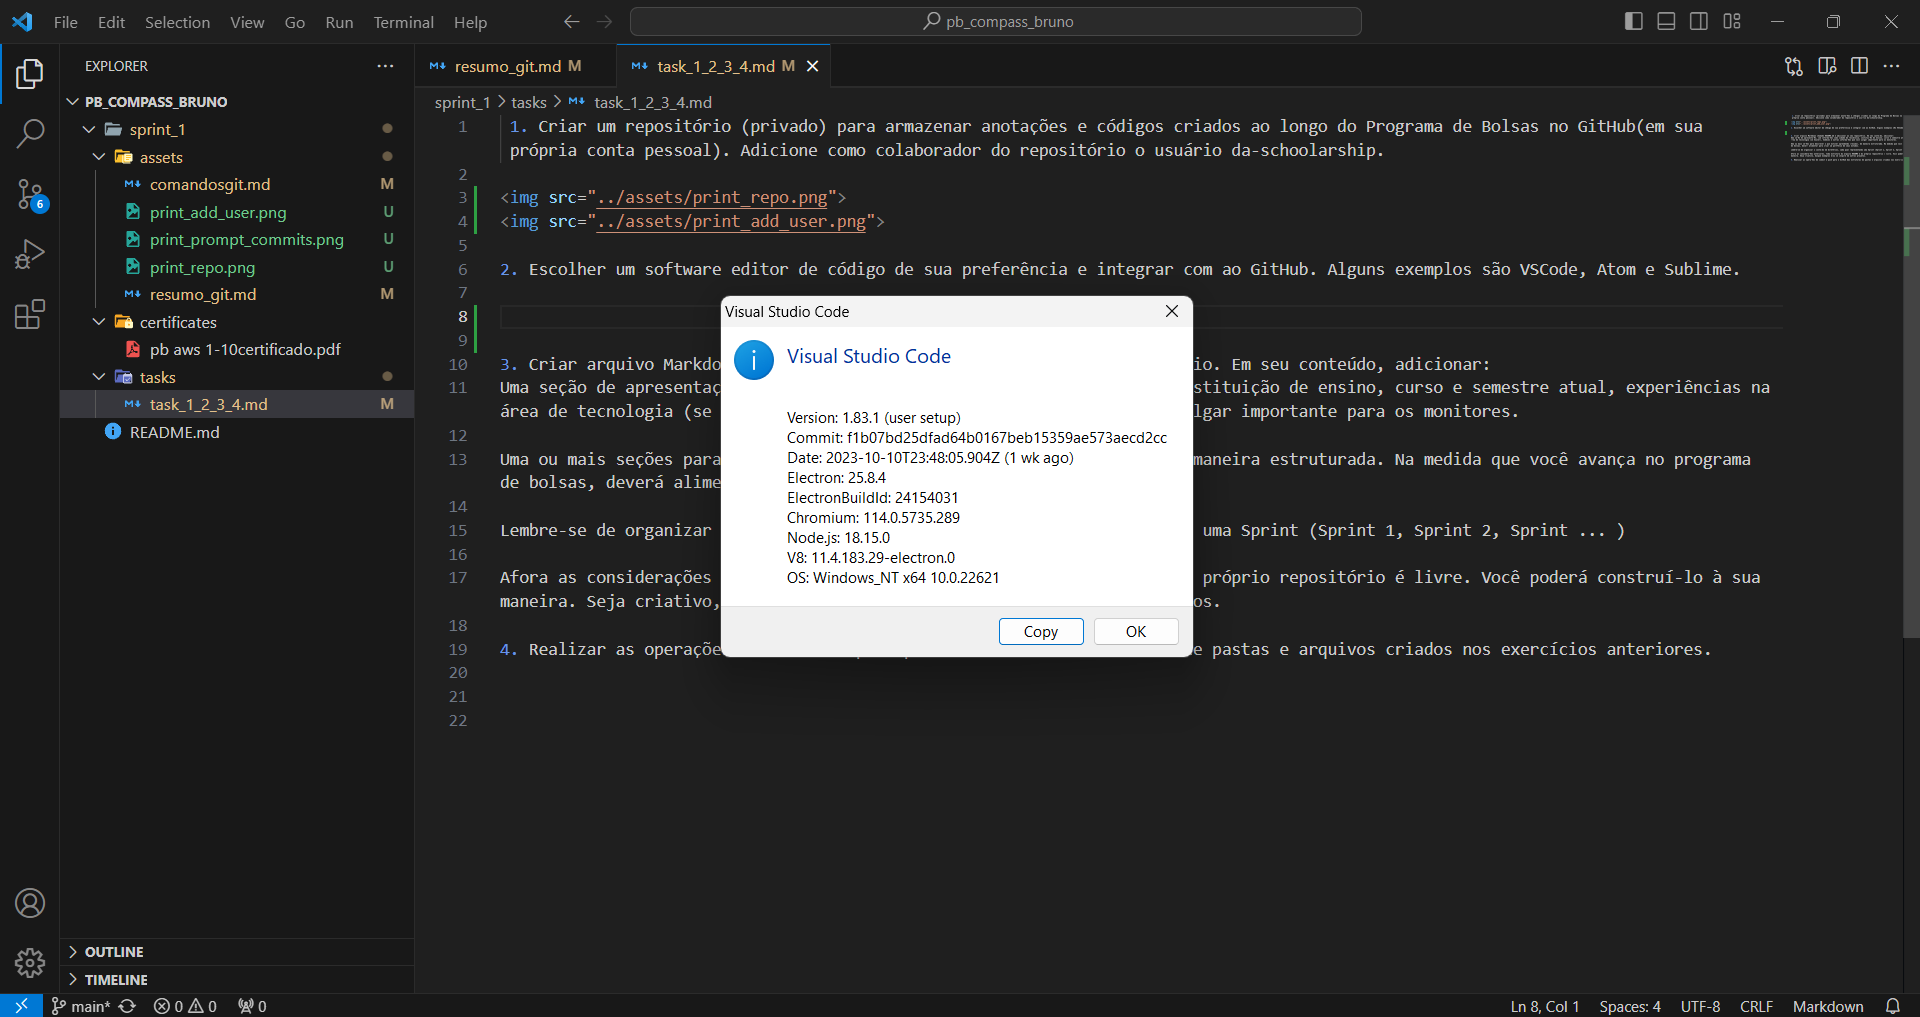 File Edit Selection View Go Run Terminal Help
pb_compass_bruno
EXPLORER
PB_COMPASS_BRUNO
sprint_1
assets
comandosgit.md M
print_add_user.png U
print_prompt_commits.png U
print_repo.png U
resumo_git.md M
certificates
pb aws 1-10certificado.pdf
tasks
task_1_2_3_4.md M
README.md
OUTLINE
TIMELINE
6
resumo_git.md M
task_1_2_3_4.md M
sprint_1 > tasks > task_1_2_3_4.md
1 1. Criar um repositório (privado) para armazenar anotações e códigos criados ao longo do Programa de Bolsas no GitHub(em sua
própria conta pessoal). Adicione como colaborador do repositório o usuário da-schoolarship.
2
3 <img src="../assets/print_repo.png">
4 <img src="../assets/print_add_user.png">
5
6 2. Escolher um software editor de código de sua preferência e integrar com ao GitHub. Alguns exemplos são VSCode, Atom e Sublime.
7
8
9
10 3. Criar arquivo Markdo io. Em seu conteúdo, adicionar:
11 Uma seção de apresentaç stituição de ensino, curso e semestre atual, experiências na
área de tecnologia (se lgar importante para os monitores.
12
13 Uma ou mais seções para maneira estruturada. Na medida que você avança no programa
de bolsas, deverá alime
14
15 Lembre-se de organizar uma Sprint (Sprint 1, Sprint 2, Sprint ... )
16
17 Afora as considerações próprio repositório é livre. Você poderá construí-lo à sua
maneira. Seja criativo, os.
18
19 4. Realizar as operaçõe e pastas e arquivos criados nos exercícios anteriores.
20
21
22
Visual Studio Code
Visual Studio Code
Version: 1.83.1 (user setup)
Commit: f1b07bd25dfad64b0167beb15359ae573aecd2cc
Date: 2023-10-10T23:48:05.904Z (1 wk ago)
Electron: 25.8.4
ElectronBuildId: 24154031
Chromium: 114.0.5735.289
Node.js: 18.15.0
V8: 11.4.183.29-electron.0
OS: Windows_NT x64 10.0.22621
Copy OK
main* 0 0 0
Ln 8, Col 1 Spaces: 4 UTF-8 CRLF Markdown